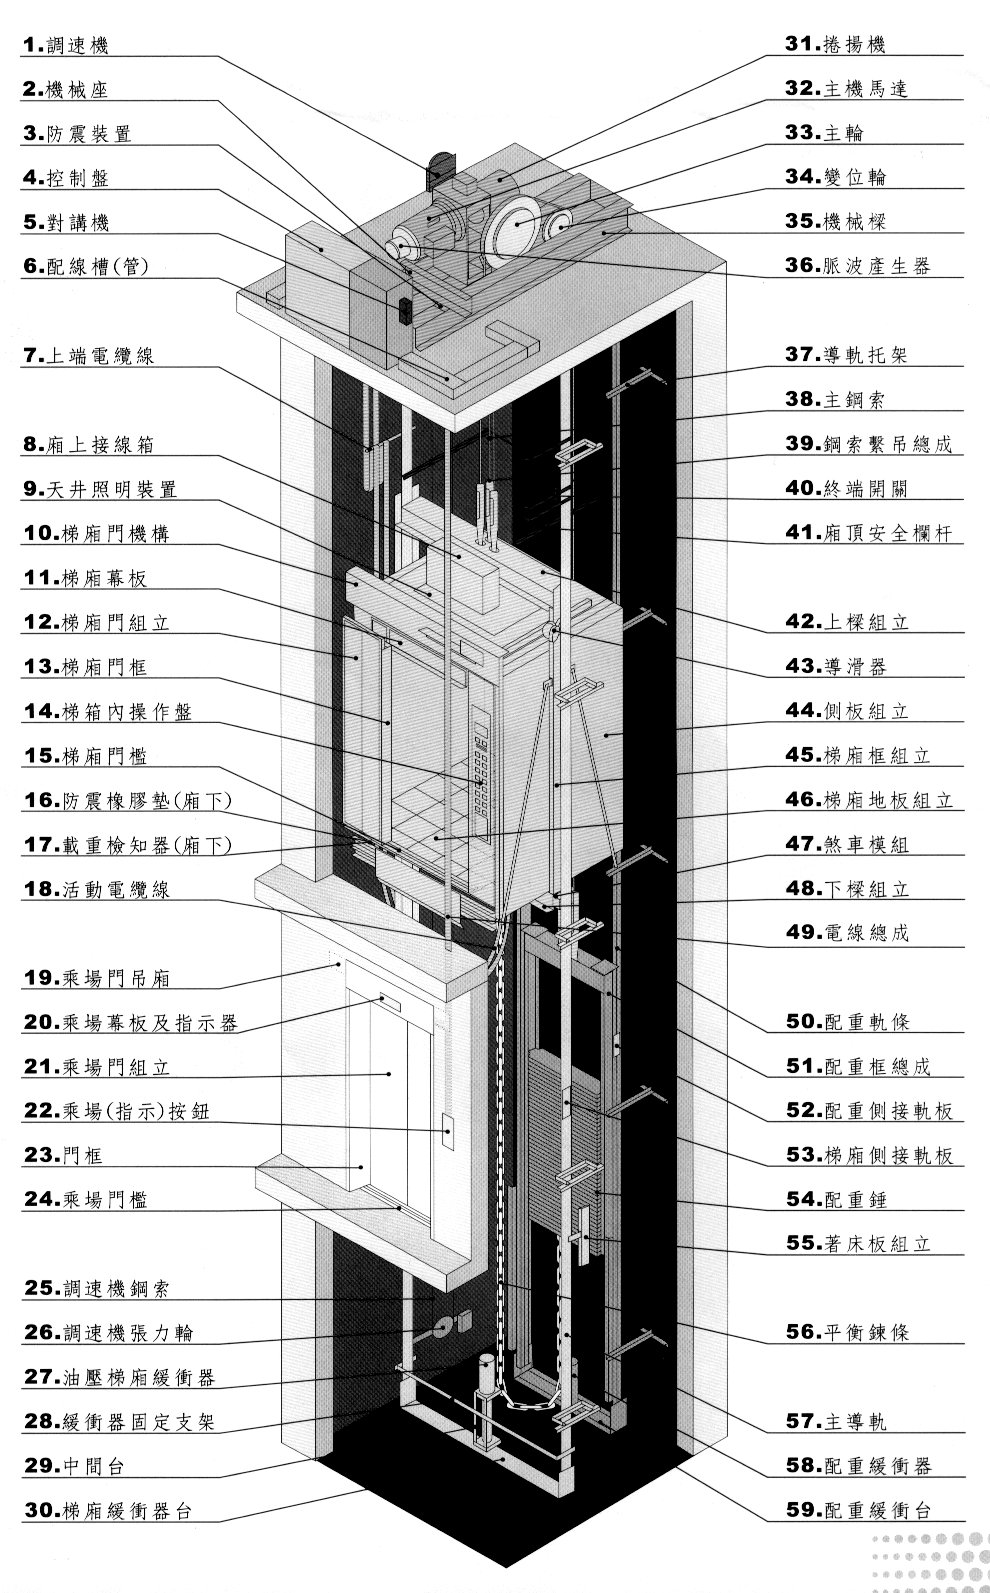 1.調速機
2.機械座
3.防震裝置
4.控制盤
5.對講機
6.配線槽(管)
7.上端電纜線
8.廂上接線箱
9.天井照明裝置
10.梯廂門機構
11.梯廂幕板
12.梯廂門組立
13.梯廂門框
14.梯箱內操作盤
15.梯廂門檻
16.防震橡膠墊(廂下)
17.載重檢知器(廂下)
18.活動電纜線
19.乘場門吊廂
20.乘場幕板及指示器
21.乘場門組立
22.乘場(指示)按鈕
23.門框
24.乘場門檻
25.調速機鋼索
26.調速機張力輪
27.油壓梯廂緩衝器
28.緩衝器固定支架
29.中間台
30.梯廂緩衝器台
31.捲揚機
32.主機馬達
33.主輪
34.變位輪
35.機械樑
36.脈波產生器
37.導軌托架
38.主鋼索
39.鋼索繫吊總成
40.終端開關
41.廂頂安全欄杆
42.上樑組立
43.導滑器
44.側板組立
45.梯廂框組立
46.梯廂地板組立
47.煞車模組
48.下樑組立
49.電線總成
50.配重軌條
51.配重框總成
52.配重側接軌板
53.梯廂側接軌板
54.配重錘
55.著床板組立
56.平衡鍊條
57.主導軌
58.配重緩衝器
59.配重緩衝台